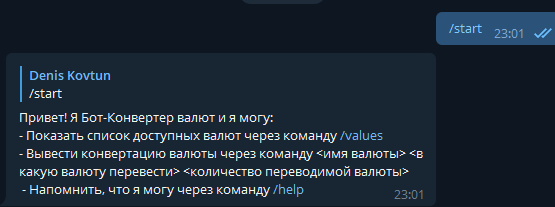 /start
23:01
Denis Kovtun
/start
Привет! Я Бот-Конвертер валют и я могу:
- Показать список доступных валют через команду /values
- Вывести конвертацию валюты через команду <имя валюты> <в
какую валюту перевести> <количество переводимой валюты>
- Напомнить, что я могу через команду /help
23:01